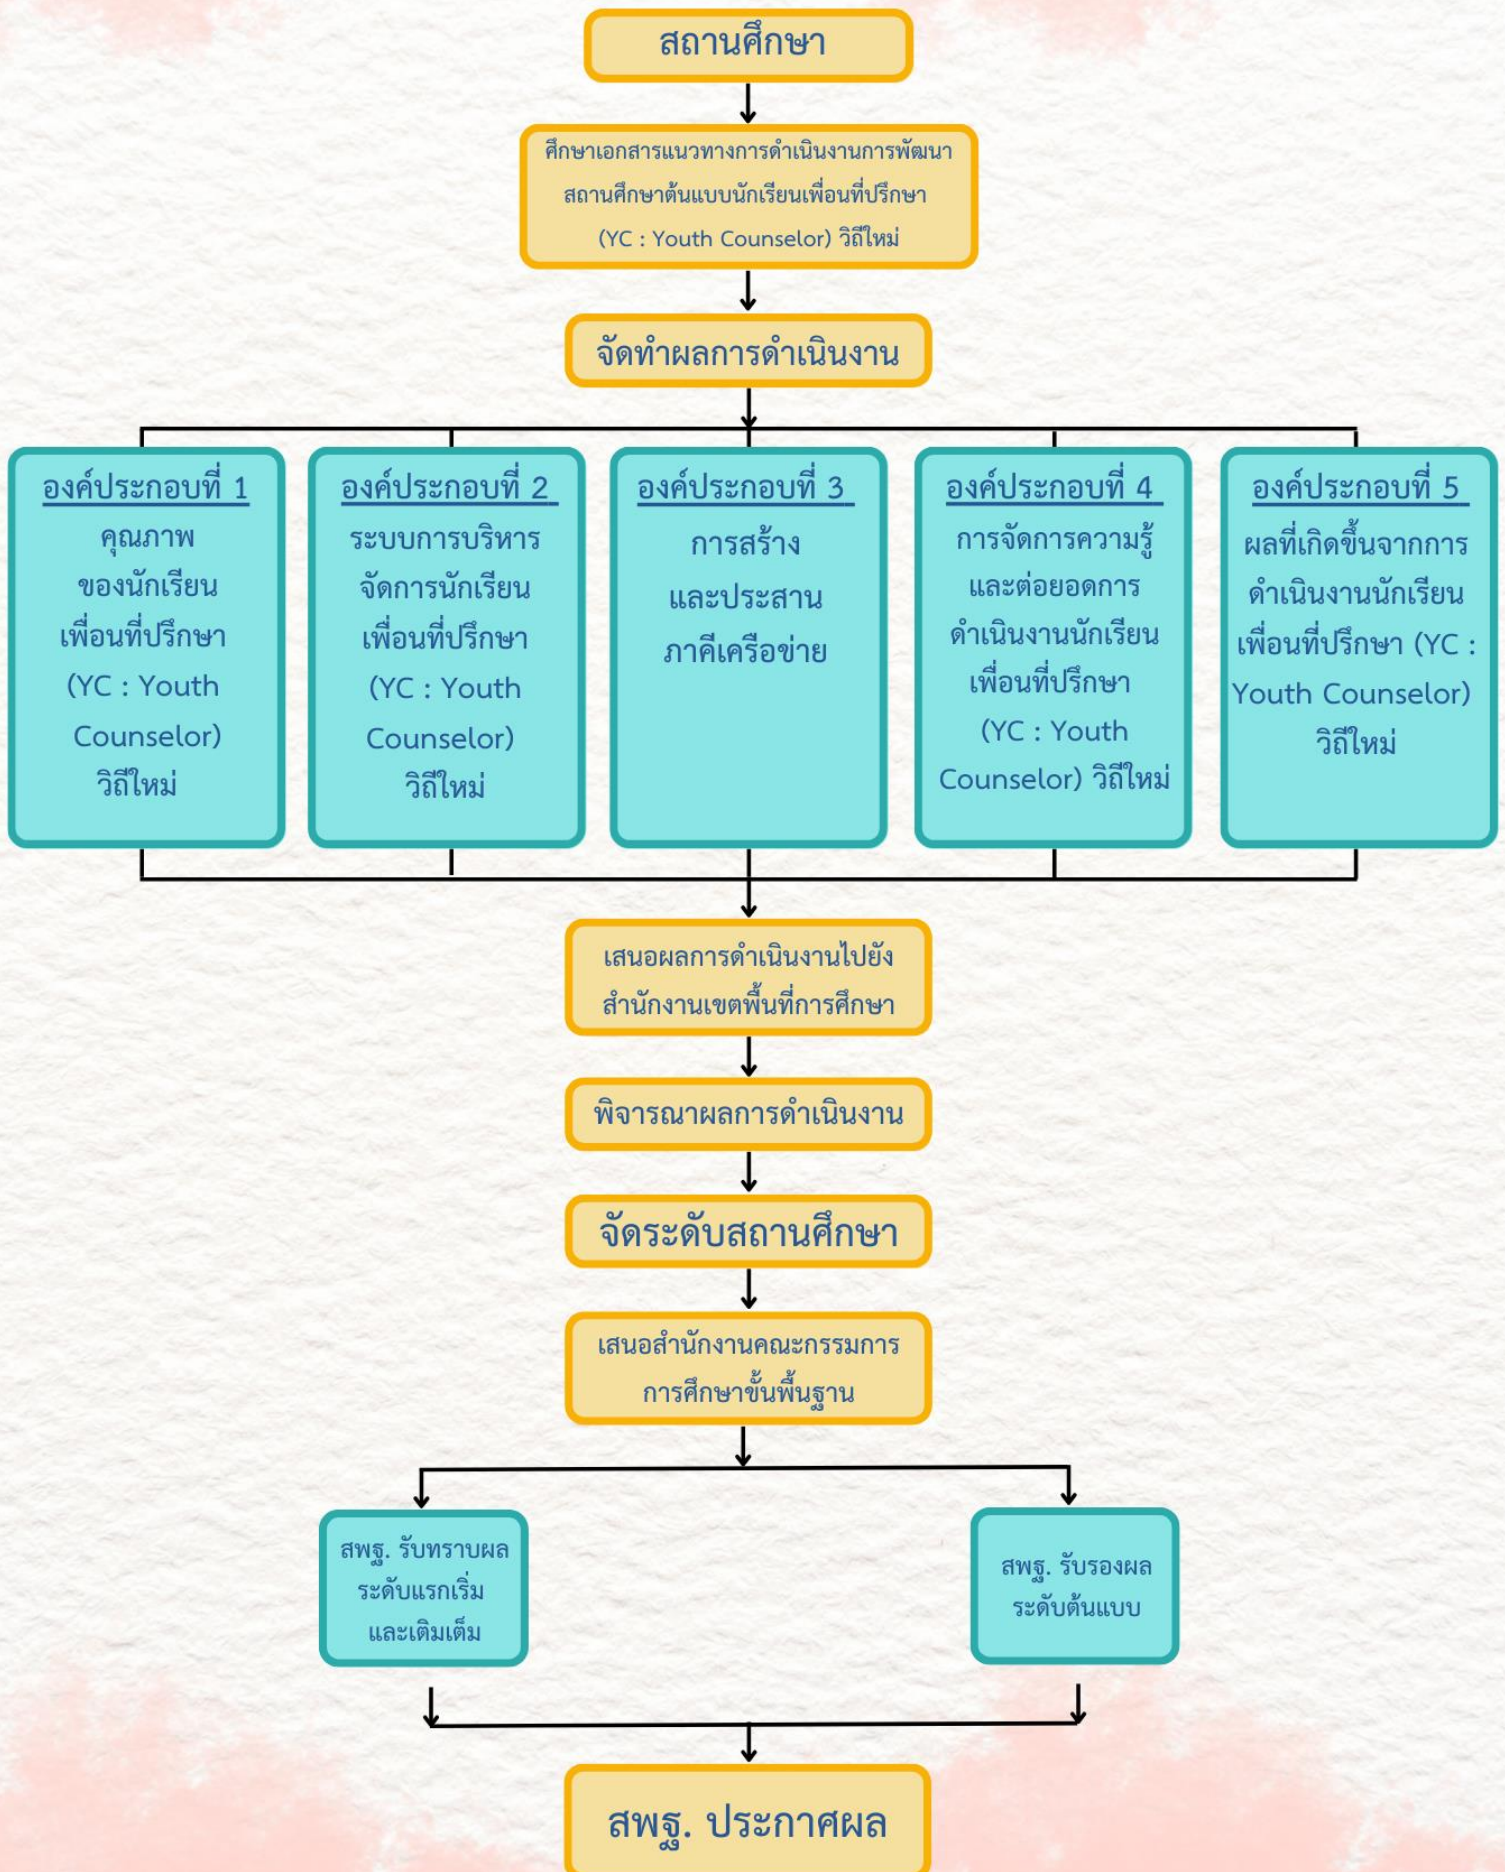 สถานศึกษา
ศึกษาเอกสารแนวทางการดำเนินงานการพัฒนา
สถานศึกษาต้นแบบนักเรียนเพื่อนที่ปรึกษา
(YC : Youth Counselor) วิถีใหม่
จัดทำผลการดำเนินงาน
องค์ประกอบที่ 1
คุณภาพ
ของนักเรียน
เพื่อนที่ปรึกษา
(YC : Youth
Counselor)
วิถีใหม่
องค์ประกอบที่ 2
ระบบการบริหาร
จัดการนักเรียน
เพื่อนที่ปรึกษา
(YC : Youth
Counselor)
วิถีใหม่
องค์ประกอบที่ 3
การสร้าง
และประสาน
ภาคีเครือข่าย
องค์ประกอบที่ 4
การจัดการความรู้
และต่อยอดการ
ดำเนินงานนักเรียน
เพื่อนที่ปรึกษา
(YC : Youth
Counselor) วิถีใหม่
องค์ประกอบที่ 5
ผลที่เกิดขึ้นจากการ
ดำเนินงานนักเรียน
เพื่อนที่ปรึกษา (YC :
Youth Counselor)
วิถีใหม่
เสนอผลการดำเนินงานไปยัง
สำนักงานเขตพื้นที่การศึกษา
พิจารณาผลการดำเนินงาน
จัดระดับสถานศึกษา
เสนอสำนักงานคณะกรรมการ
การศึกษาขั้นพื้นฐาน
สพฐ. รับทราบผล
ระดับแรกเริ่ม
และเติมเต็ม
สพฐ. รับรองผล
ระดับต้นแบบ
สพฐ. ประกาศผล